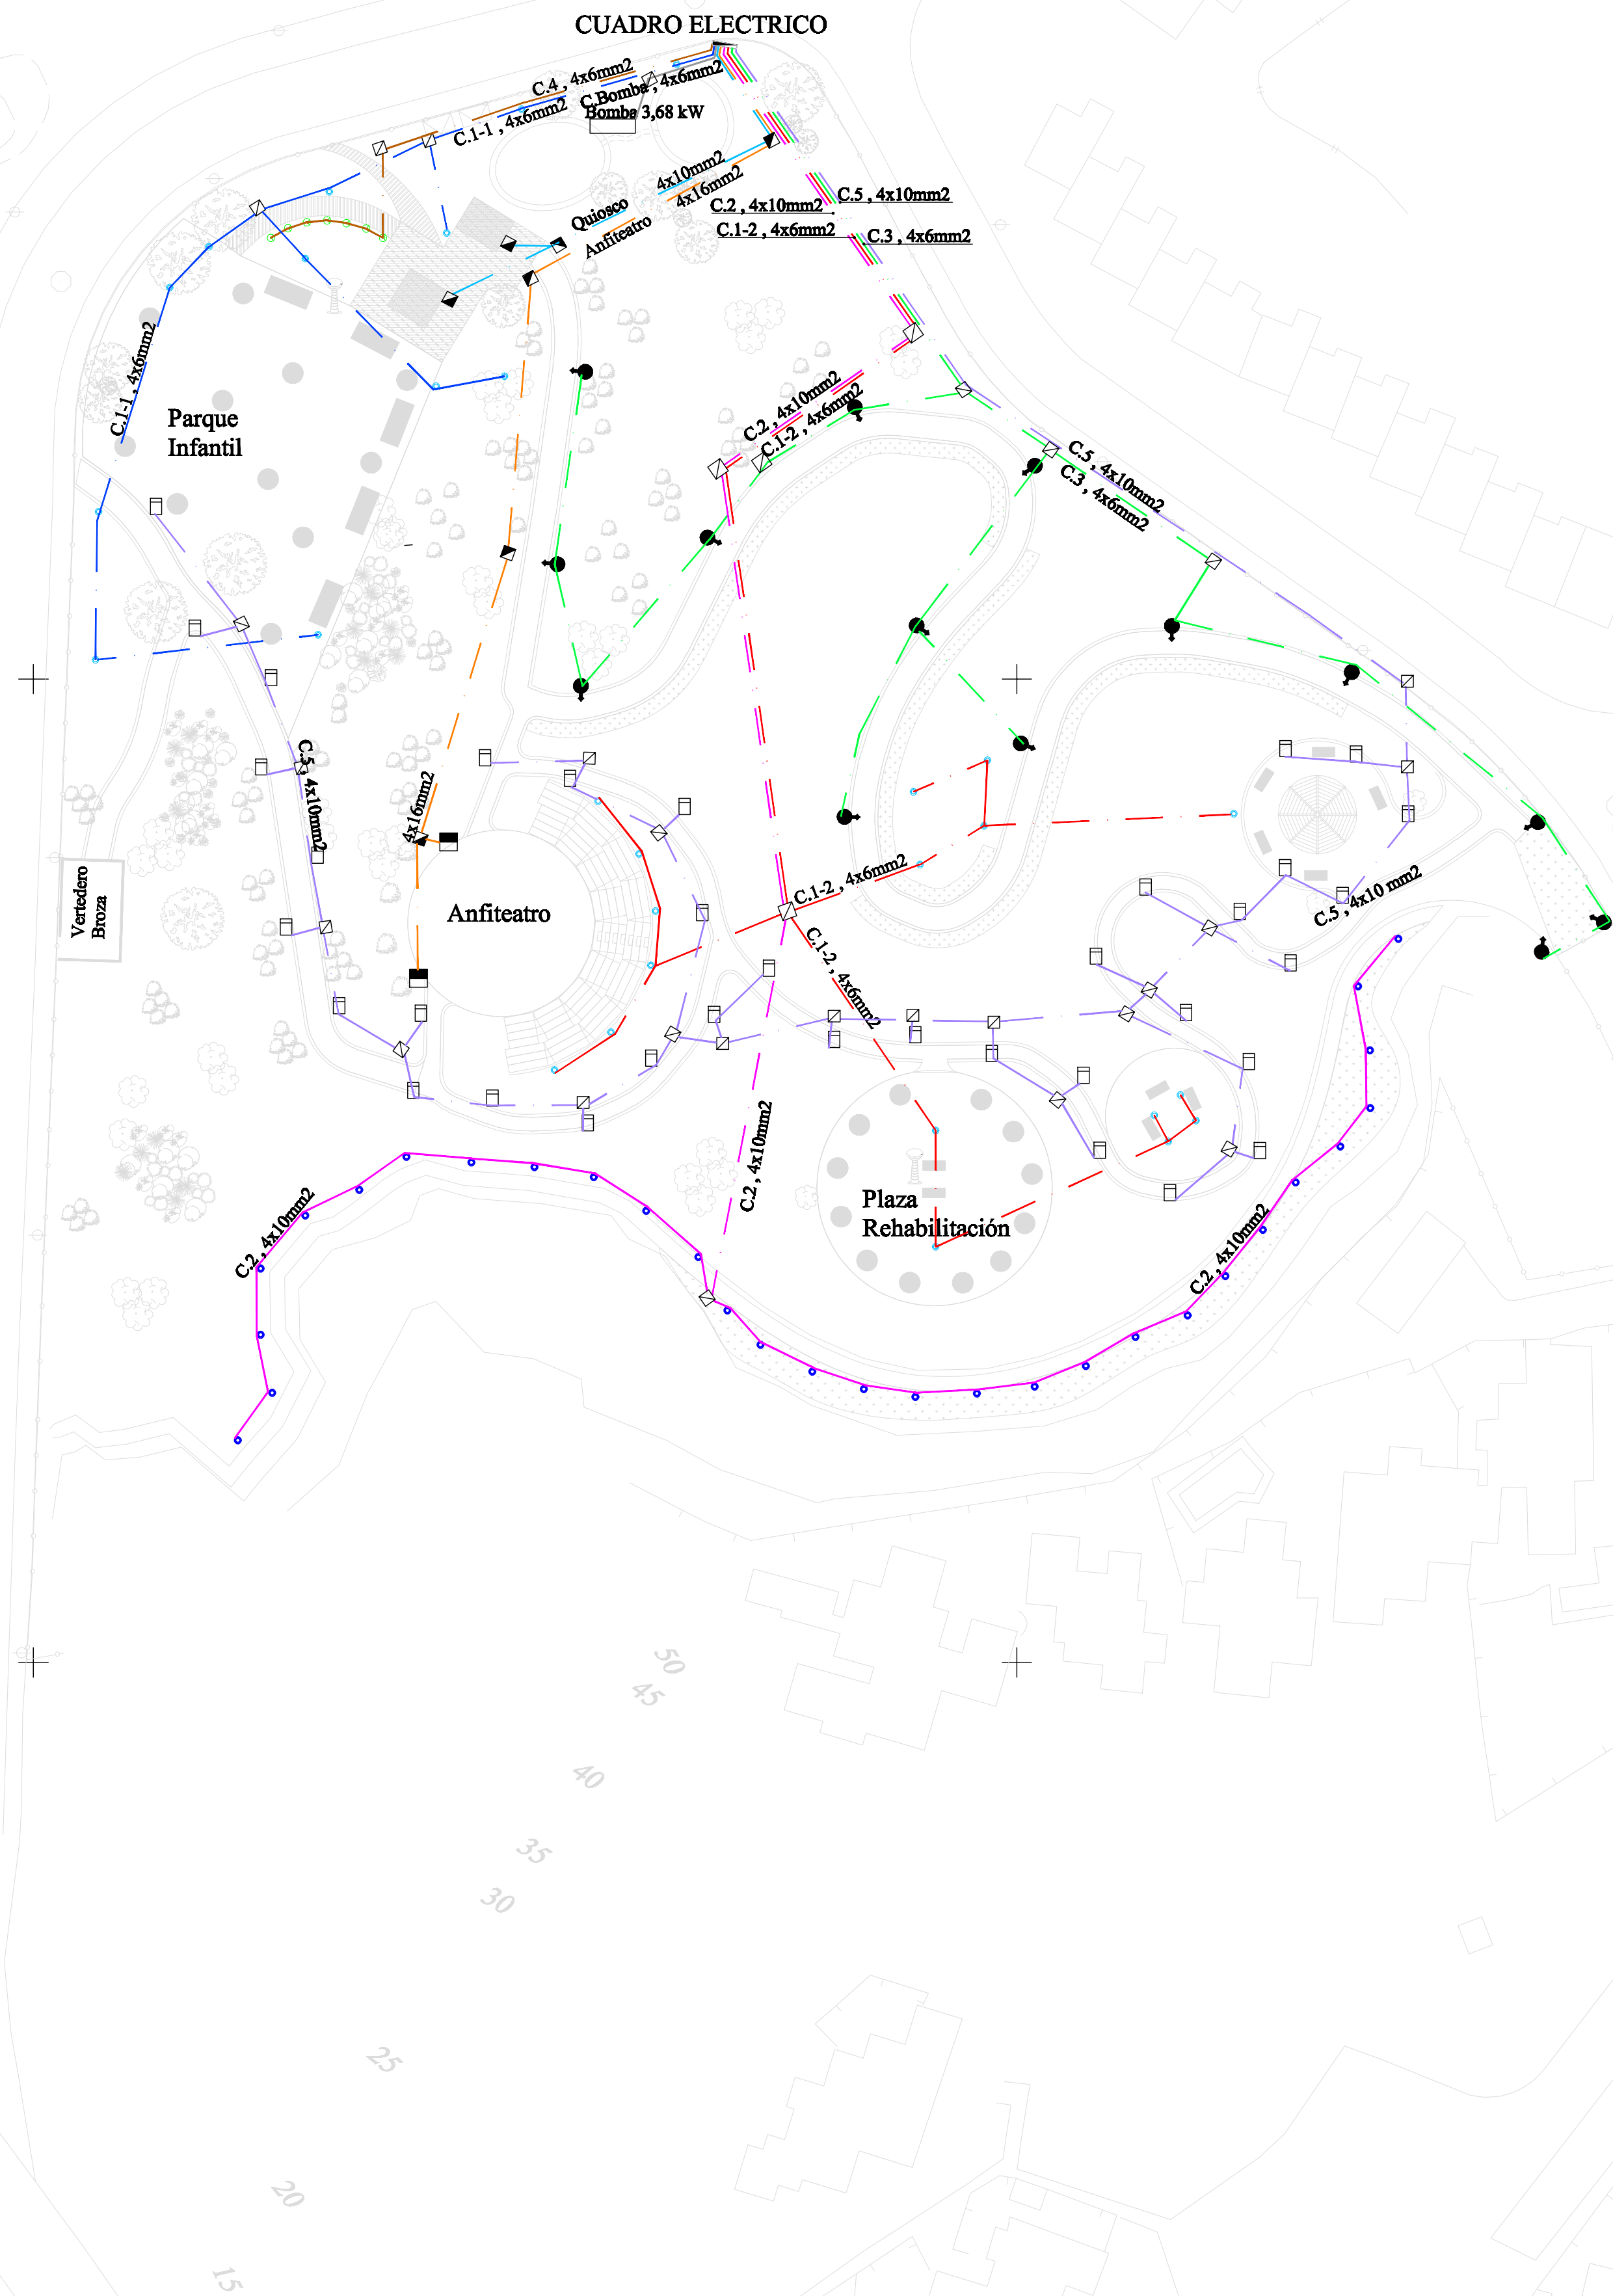 CUADRO ELECTRICO
C.4 , 4x6mm2
C.Bomba , 4x6mm2
Bomba 3,68 kW
C.1-1 , 4x6mm2
4x10mm2
4x16mm2
Quiosco
Anfiteatro
C.5 , 4x10mm2
C.2 , 4x10mm2
C.1-2 , 4x6mm2
C.3 , 4x6mm2
C.1-1 , 4x6mm2
Parque
Infantil
C.2 , 4x10mm2
C.1-2 , 4x6mm2
C.5 , 4x10mm2
C.3 , 4x6mm2
C.5 , 4x10mm2
4x16mm2
Vertedero
Broza
Anfiteatro
C.1-2 , 4x6mm2
C.5 , 4x10 mm2
C.1-2 , 4x6mm2
C.2 , 4x10mm2
C.2 , 4x10mm2
Plaza
Rehabilitación
C.2 , 4x10mm2
50
45
40
35
30
25
20
15